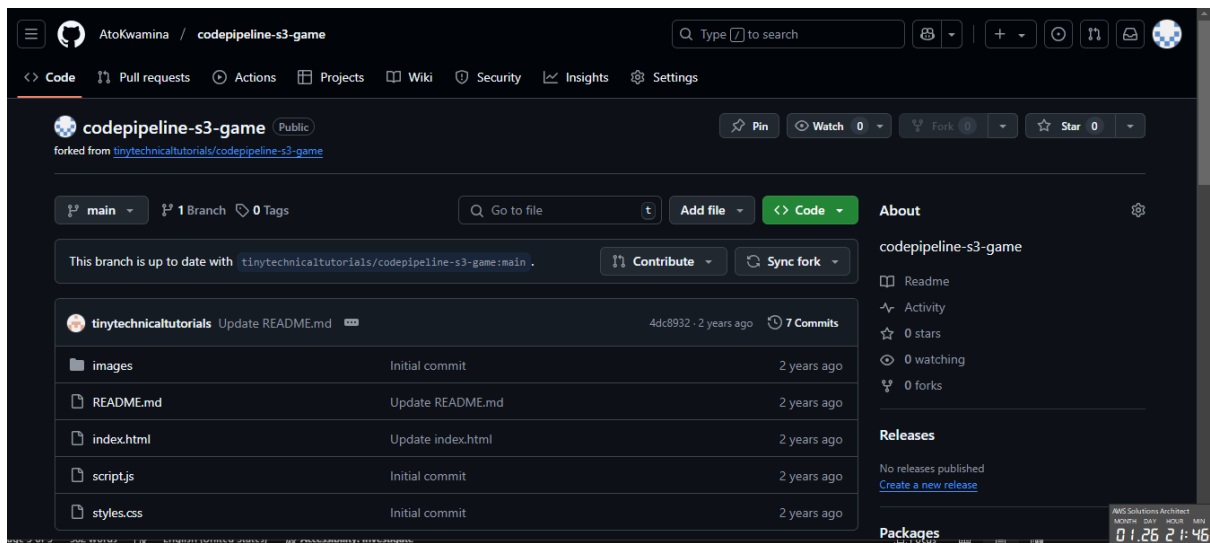 AtoKwamina / codepipeline-s3-game
Type / to search
Code Pull requests Actions Projects Wiki Security Insights Settings
codepipeline-s3-game Public
Pin Watch 0 Fork 0 Star 0
forked from tinytechnicaltutorials/codepipeline-s3-game
main 1 Branch 0 Tags Go to file t Add file Code
This branch is up to date with tinytechnicaltutorials/codepipeline-s3-game:main .
Contribute Sync fork
tinytechnicaltutorials Update README.md 4dc8932 · 2 years ago 7 Commits
images Initial commit 2 years ago
README.md Update README.md 2 years ago
index.html Update index.html 2 years ago
script.js Initial commit 2 years ago
styles.css Initial commit 2 years ago
About
codepipeline-s3-game
Readme
Activity
0 stars
0 watching
0 forks
Releases
No releases published
Create a new release
Packages
AWS Solutions Architect
MONTH DAY HOUR MIN
01.26 21:46